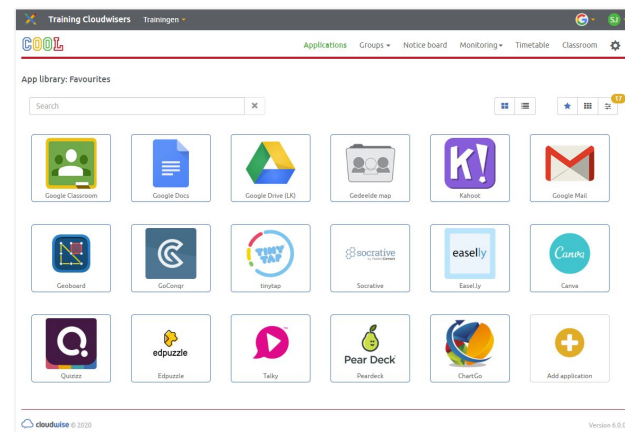 Training Cloudwisers Trainingen
SJ
COOL Applications Groups Notice board Monitoring Timetable Classroom
App library: Favourites
17
Search
Google Classroom Google Docs Google Drive (LK) Gedeelde map Kahoot Google Mail
K!
TINY TAP
socrative
easelly
Canva
Geoboard GoConqr tinytap Socrative Easel.ly Canva
Q.
edpuzzle
Pear Deck
Quizizz Edpuzzle Talky Peardeck ChartGo Add application
cloudwise © 2020 Version 6.0.0